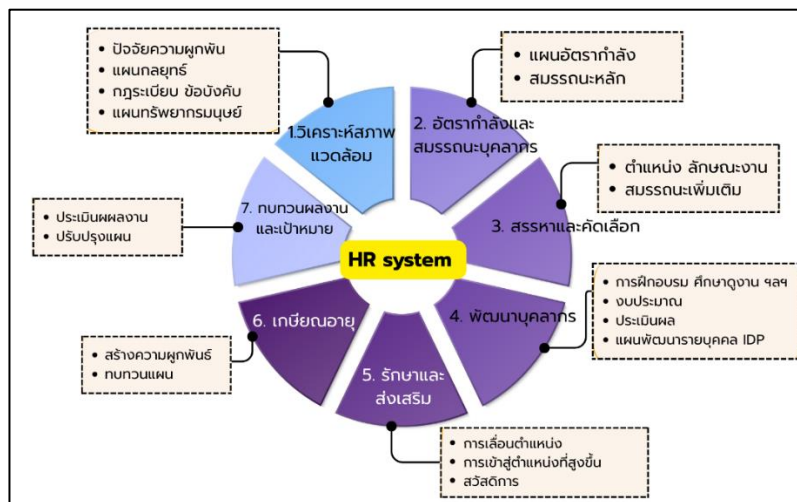 • ปัจจัยความผูกพัน
• แผนกลยุทธ์
• กฎระเบียบ ข้อบังคับ
• แผนทรัพยากรมนุษย์
1.วิเคราะห์สภาพ
แวดล้อม
• แผนอัตรากำลัง
• สมรรถนะหลัก
2. อัตรากำลังและ
สมรรถนะบุคลากร
• ตำแหน่ง ลักษณะงาน
• สมรรถนะเพิ่มเติม
3. สรรหาและคัดเลือก
• การฝึกอบรม ศึกษาดูงาน ฯลฯ
• งบประมาณ
• ประเมินผล
• แผนพัฒนารายบุคคล IDP
4. พัฒนาบุคลากร
5. รักษาและ
ส่งเสริม
• การเลื่อนตำแหน่ง
• การเข้าสู่ตำแหน่งที่สูงขึ้น
• สวัสดิการ
6. เกษียณอายุ
• สร้างความผูกพันธ์
• ทบทวนแผน
7. ทบทวนผลงาน
และเป้าหมาย
• ประเมินผผลงาน
• ปรับปรุงแผน
HR system